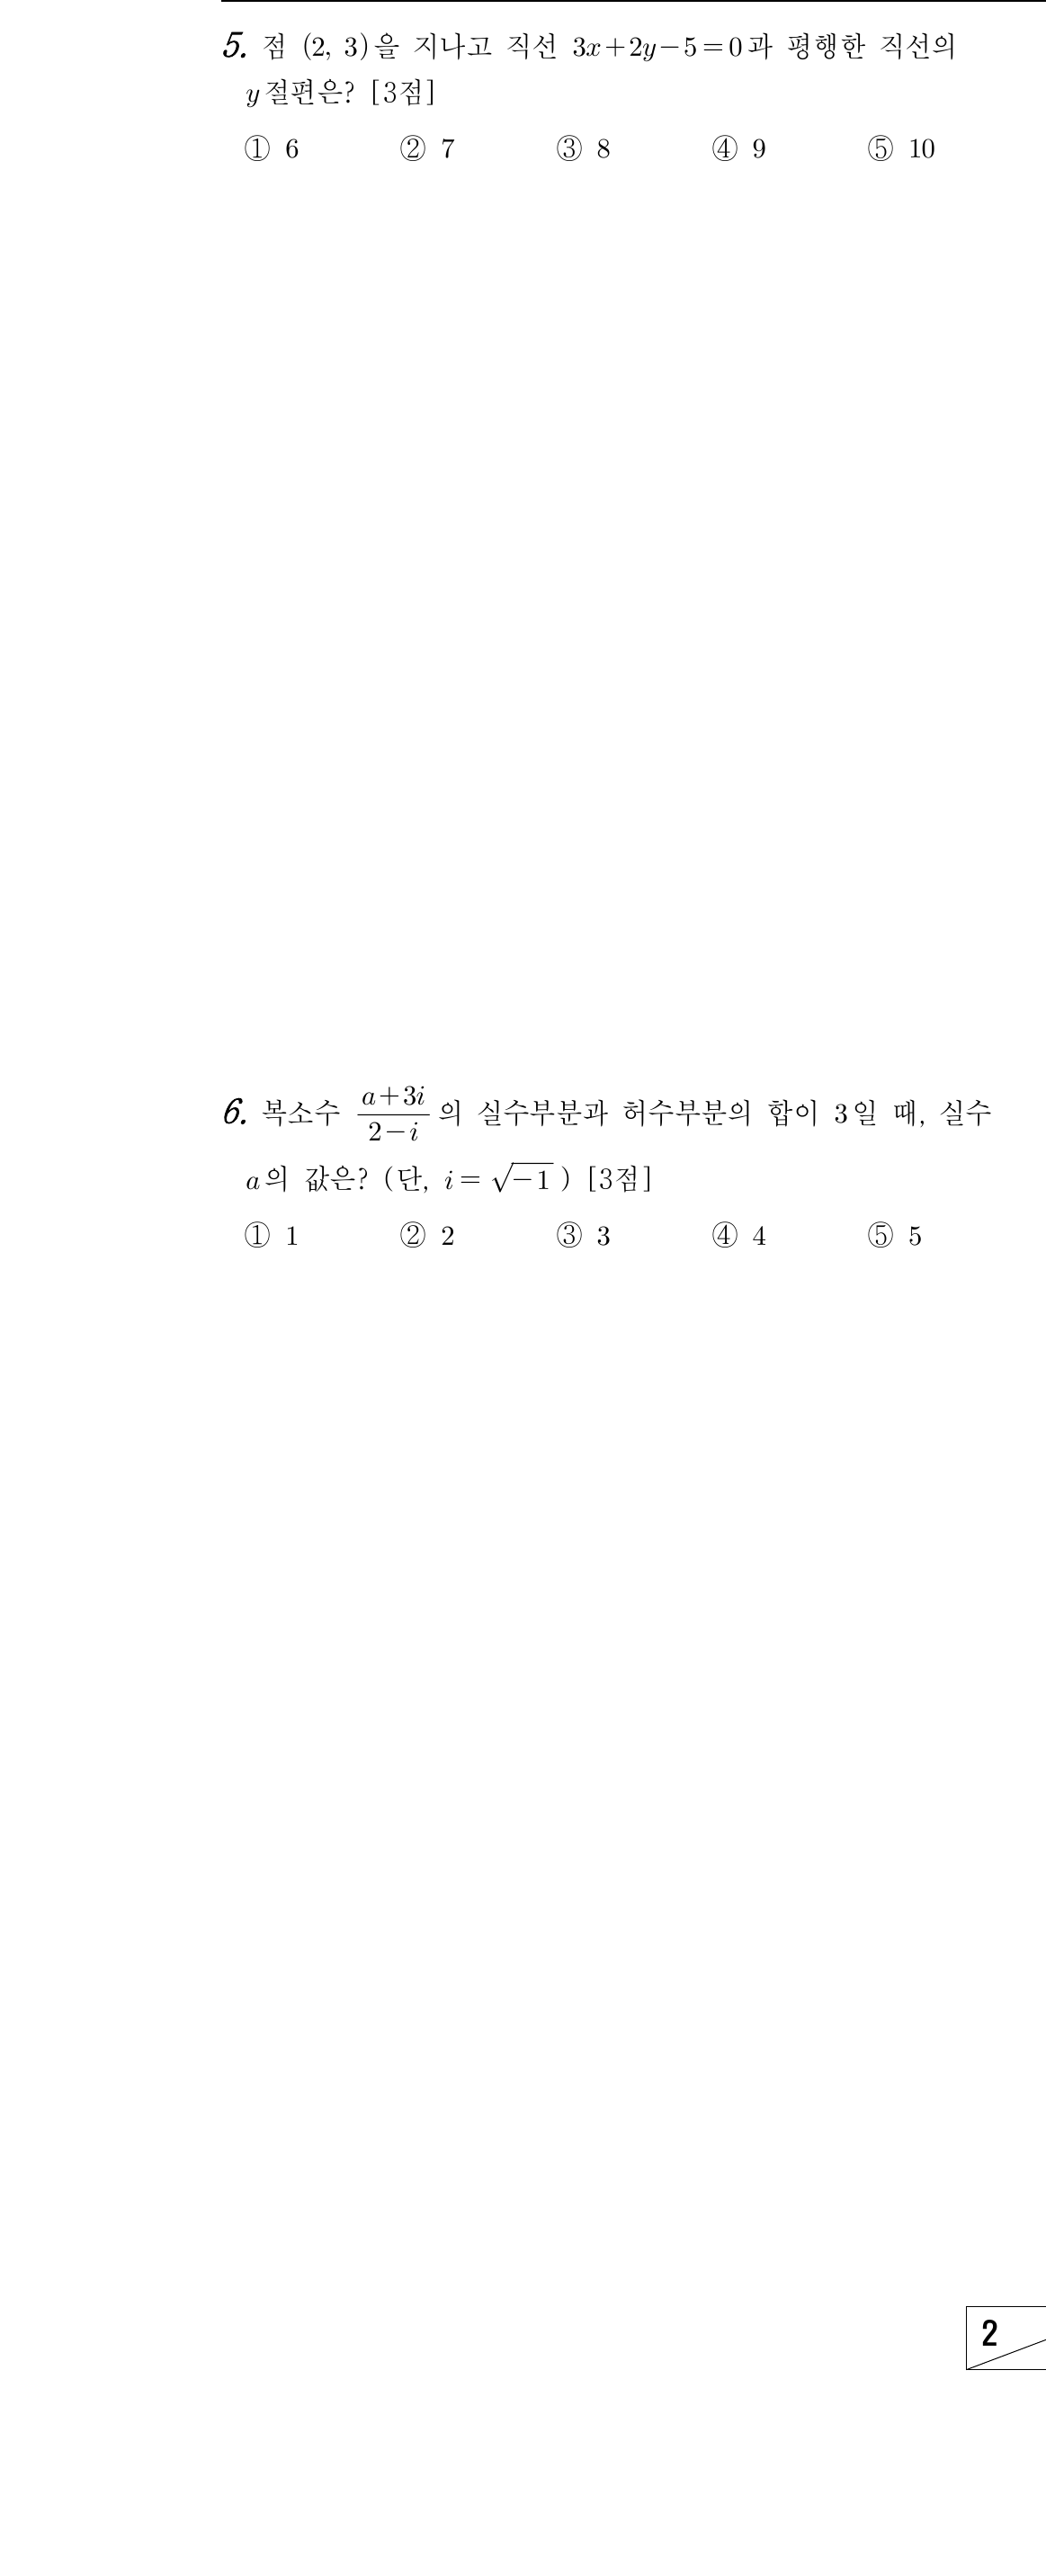 5. 점 (2, 3)을 지나고 직선 3x+2y-5=0과 평행한 직선의
y절편은? [3점]
① 6 ② 7 ③ 8 ④ 9 ⑤ 10
6. 복소수 \frac{a+3i}{2-i}의 실수부분과 허수부분의 합이 3일 때, 실수
a의 값은? (단, i=√-1 ) [3점]
① 1 ② 2 ③ 3 ④ 4 ⑤ 5
2